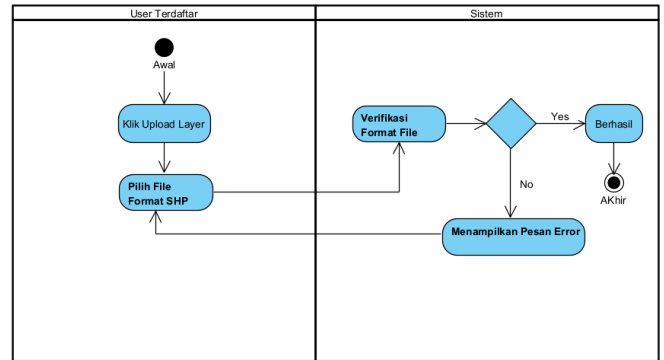 User Terdaftar
Sistem
Awal
Klik Upload Layer
Pilih File
Format SHP
Verifikasi
Format File
Yes
Berhasil
No
AKhir
Menampilkan Pesan Error